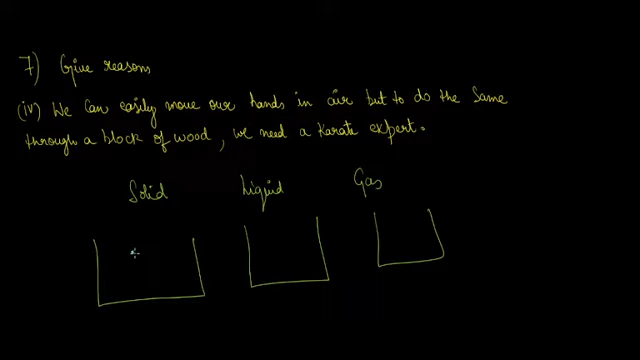 7) Give reasons
(iv) We can easily move our hands in air but to do the same
through a block of wood, we need a karate expert.
Solid Liquid Gas